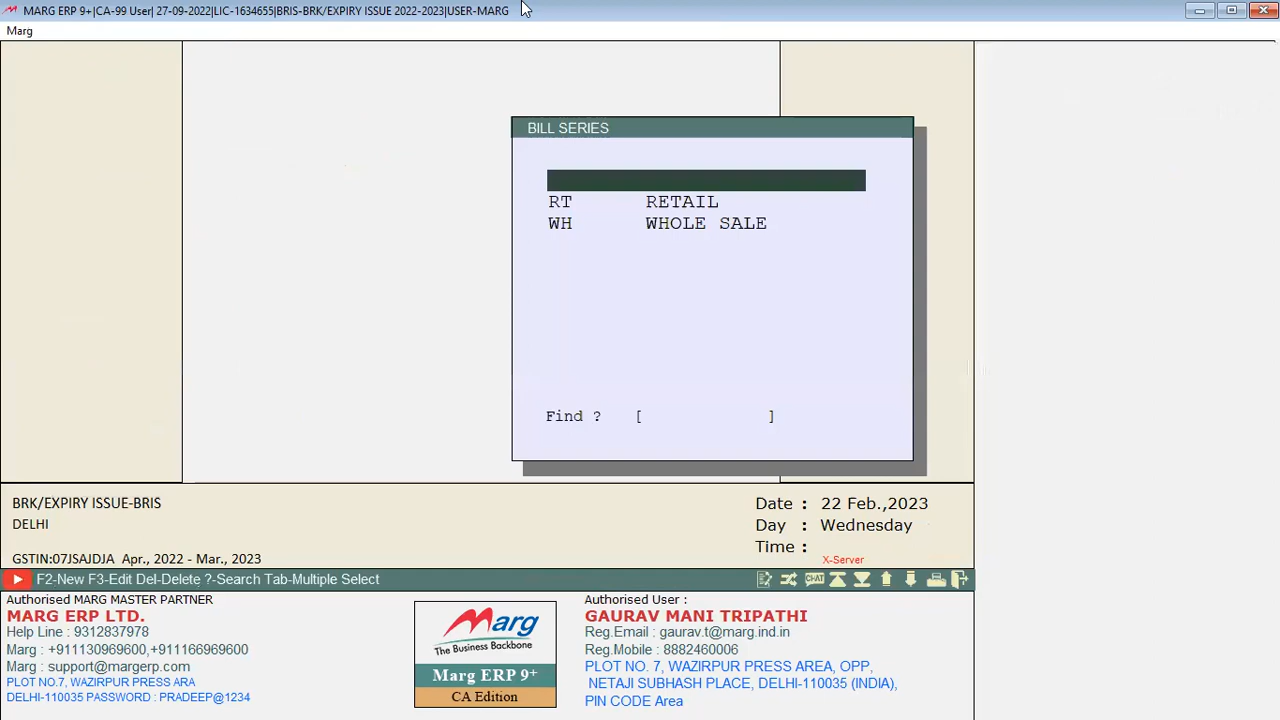 MARG ERP 9+|CA-99 User| 27-09-2022|LIC-1634655|BRIS-BRK/EXPIRY ISSUE 2022-2023|USER-MARG
Marg
BILL SERIES
RT RETAIL
WH WHOLE SALE
Find ? [ ]
BRK/EXPIRY ISSUE-BRIS
DELHI
GSTIN:07JSAJDJA Apr., 2022 - Mar., 2023
Date : 22 Feb.,2023
Day : Wednesday
Time :
X-Server
F2-New F3-Edit Del-Delete ?-Search Tab-Multiple Select
CHAT
Authorised MARG MASTER PARTNER
MARG ERP LTD.
Help Line : 9312837978
Marg : +911130969600,+911166969600
Marg : support@margerp.com
PLOT NO.7, WAZIRPUR PRESS ARA
DELHI-110035 PASSWORD : PRADEEP@1234
Marg
The Business Backbone
Marg ERP 9+
CA Edition
Authorised User :
GAURAV MANI TRIPATHI
Reg.Email : gaurav.t@marg.ind.in
Reg.Mobile : 8882460006
PLOT NO. 7, WAZIRPUR PRESS AREA, OPP,
NETAJI SUBHASH PLACE, DELHI-110035 (INDIA),
PIN CODE Area